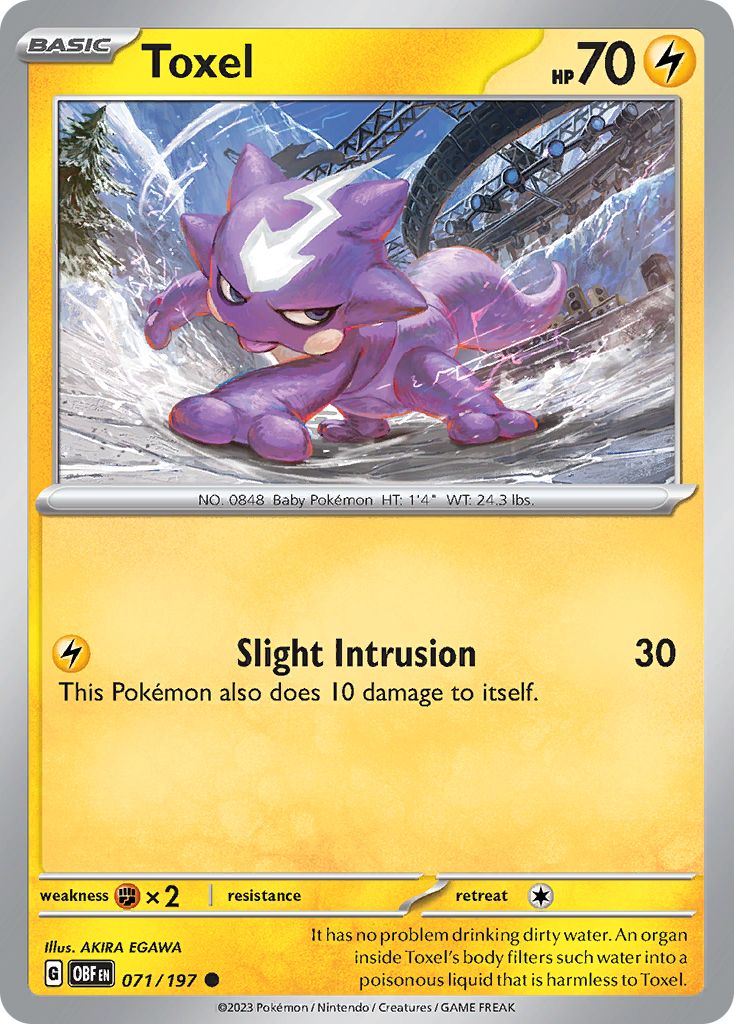 BASIC
Toxel
HP 70
NO. 0848 Baby Pokémon HT: 1'4" WT: 24.3 lbs.
Slight Intrusion 30
This Pokémon also does 10 damage to itself.
weakness ×2 resistance retreat
Illus. AKIRA EGAWA
G OBF EN 071/197
It has no problem drinking dirty water. An organ
inside Toxel's body filters such water into a
poisonous liquid that is harmless to Toxel.
©2023 Pokémon / Nintendo / Creatures / GAME FREAK